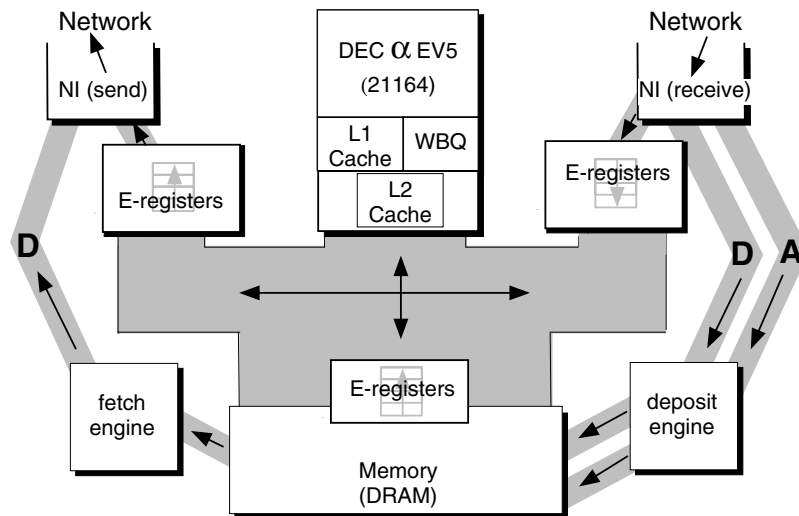 Network
NI (send)
DEC α EV5
(21164)
Network
NI (receive)
L1
Cache
WBQ
L2
Cache
E-registers
E-registers
D
D
A
E-registers
fetch
engine
deposit
engine
Memory
(DRAM)